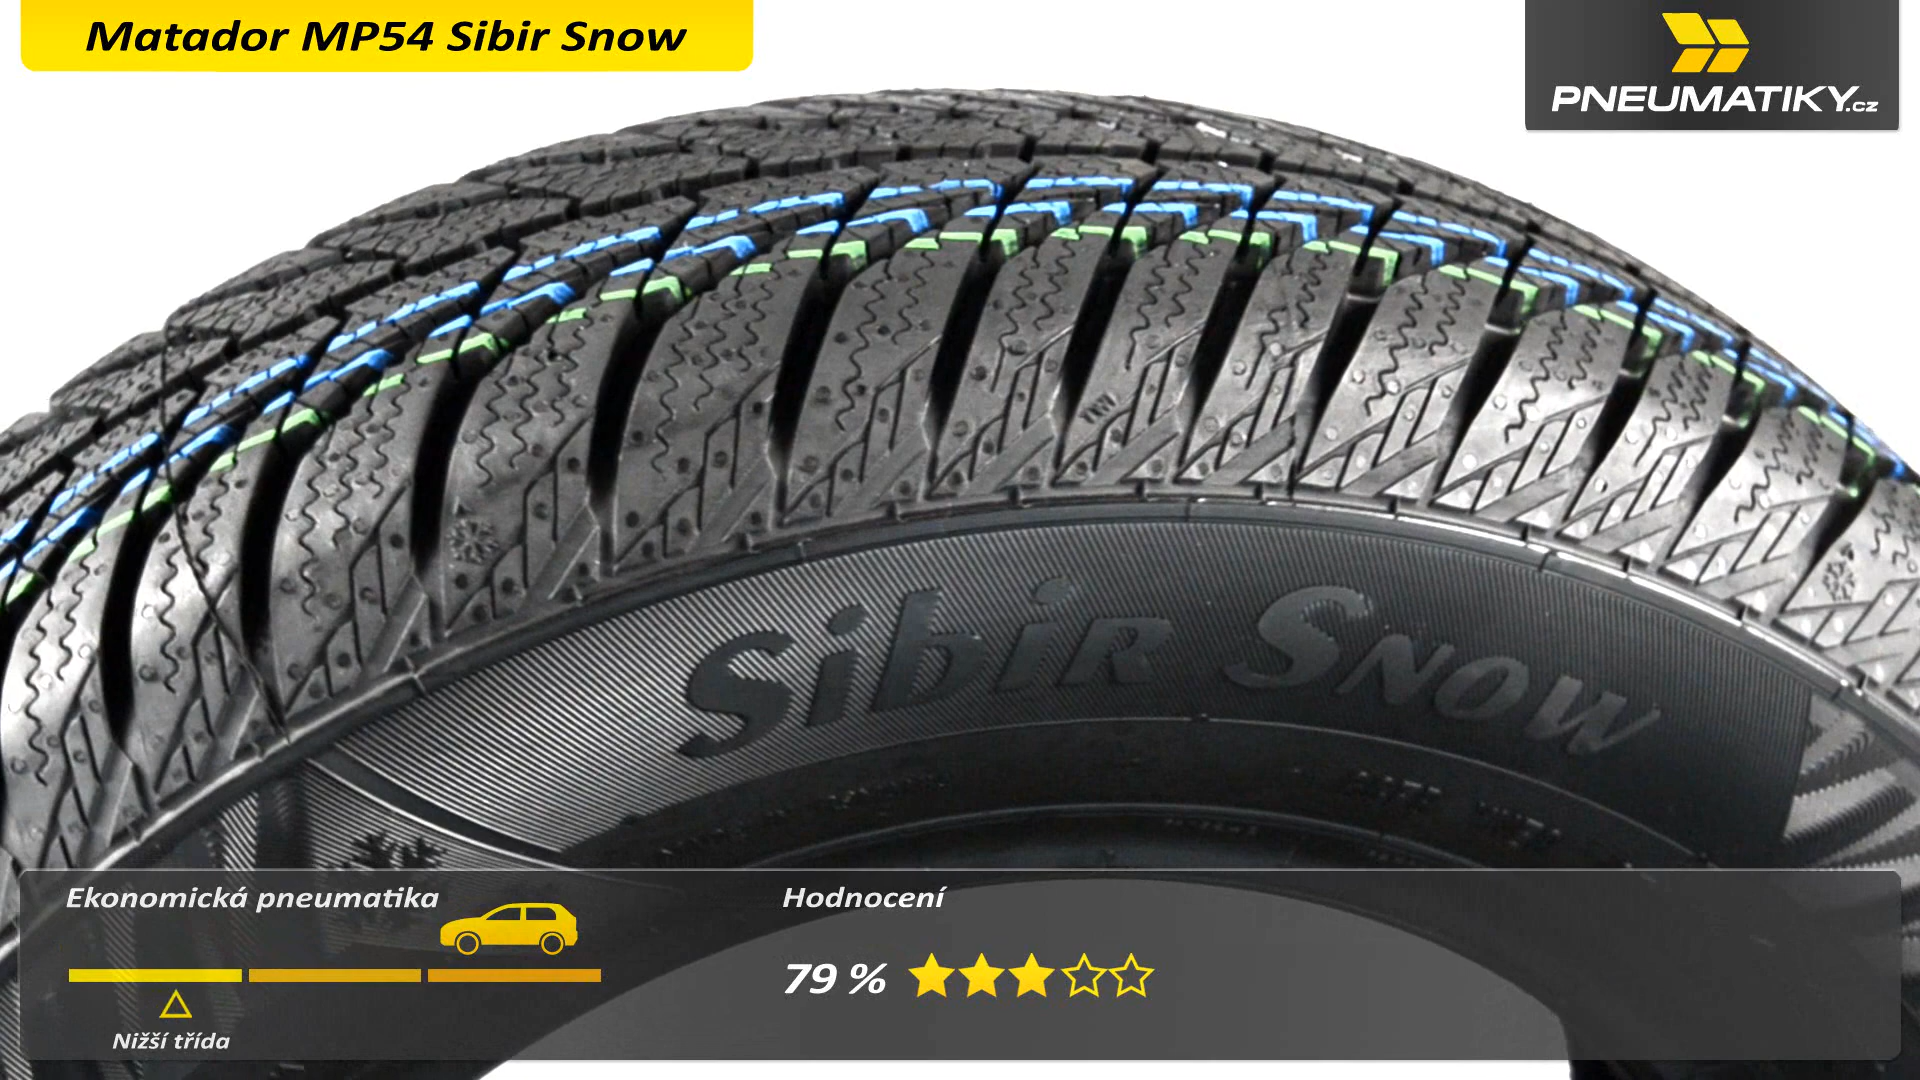 Matador MP54 Sibir Snow
PNEUMATIKY.cz
Sibir Snow
Ekonomická pneumatika
Hodnocení
79 %
Nižší třída